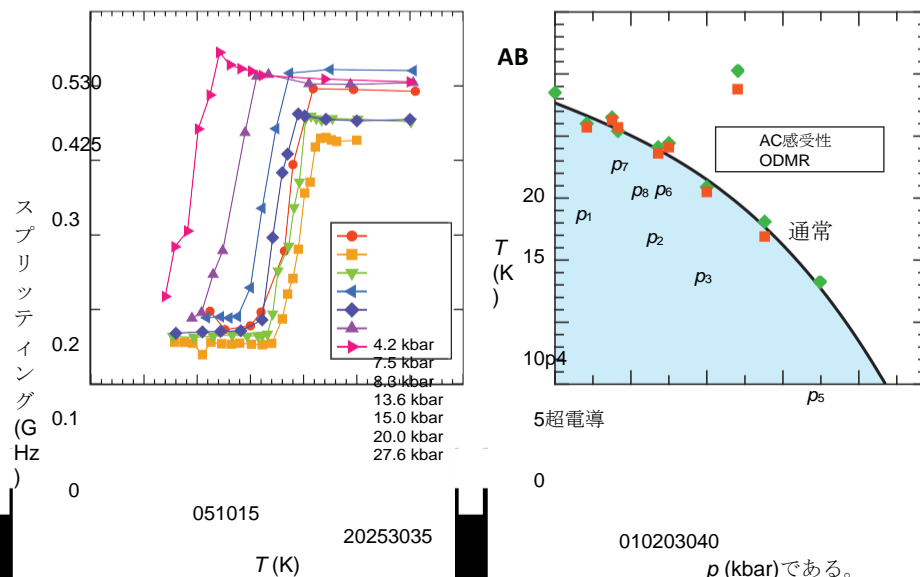 AB
0.530
0.425
0.3
0.2
0.1
0
スプリッティング(GHz)
4.2 kbar
7.5 kbar
8.3 kbar
13.6 kbar
15.0 kbar
20.0 kbar
27.6 kbar
051015
20253035
T (K)
AC感受性
ODMR
p7
p8
p6
p1
p2
p3
通常
20
T(K)
15
10p4
p5
5超電導
0
010203040
p (kbar)である。